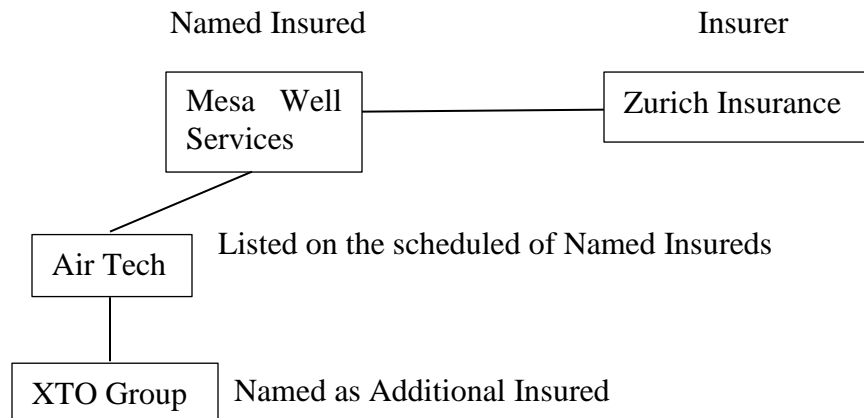 Named Insured Insurer
Mesa Well
Services
Zurich Insurance
Air Tech
Listed on the scheduled of Named Insureds
XTO Group
Named as Additional Insured